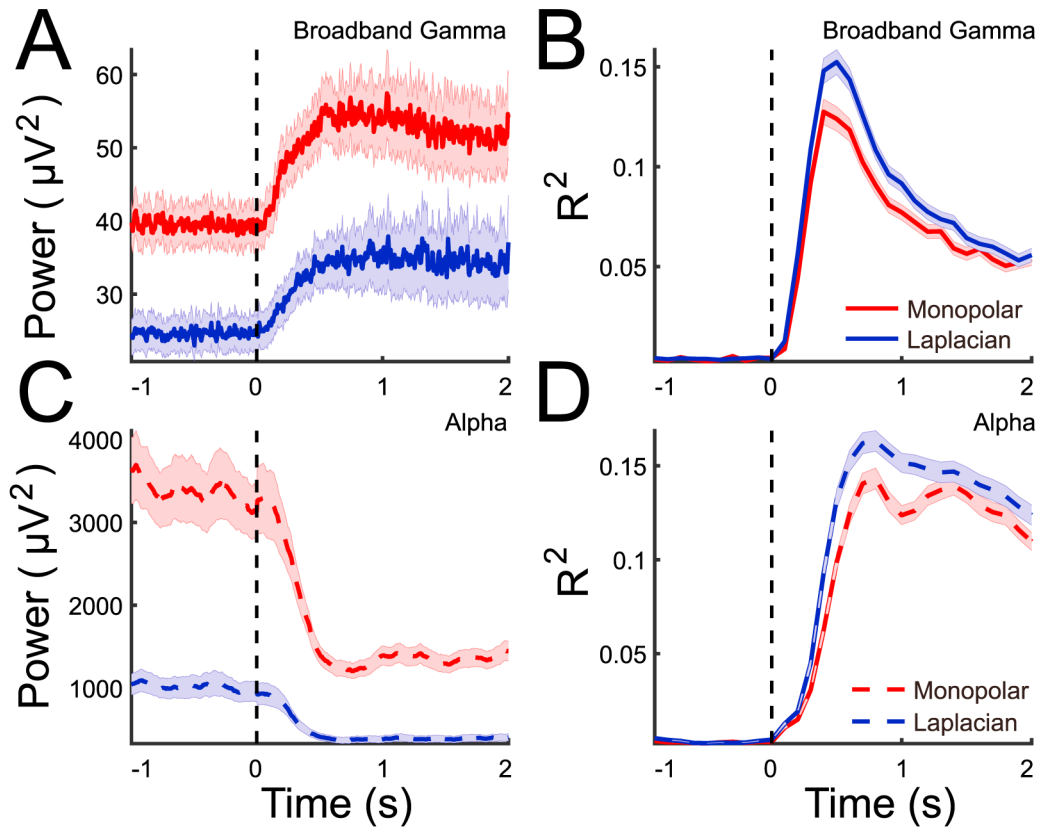 A
Broadband Gamma
Power ( µV²)
60
50
40
30
-1
0
1
2
B
Broadband Gamma
R²
0.15
0.1
0.05
Monopolar
Laplacian
-1
0
1
2
C
Alpha
Power ( µV²)
4000
3000
2000
1000
-1
0
1
2
Time (s)
D
Alpha
R²
0.15
0.1
0.05
Monopolar
Laplacian
-1
0
1
2
Time (s)